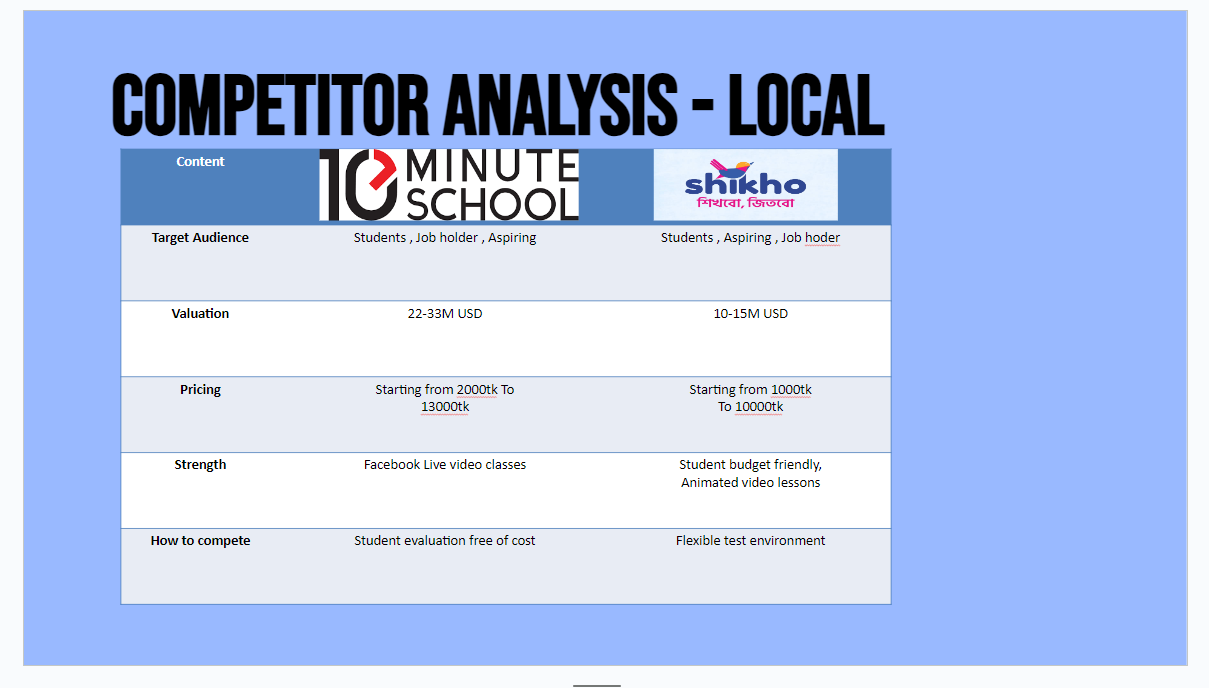 COMPETITOR ANALYSIS - LOCAL
Content
10 MINUTE
SCHOOL
shikho
শিখবো, জিতবো
Target Audience
Students , Job holder , Aspiring
Students , Aspiring , Job hoder
Valuation
22-33M USD
10-15M USD
Pricing
Starting from 2000tk To
13000tk
Starting from 1000tk
To 10000tk
Strength
Facebook Live video classes
Student budget friendly,
Animated video lessons
How to compete
Student evaluation free of cost
Flexible test environment